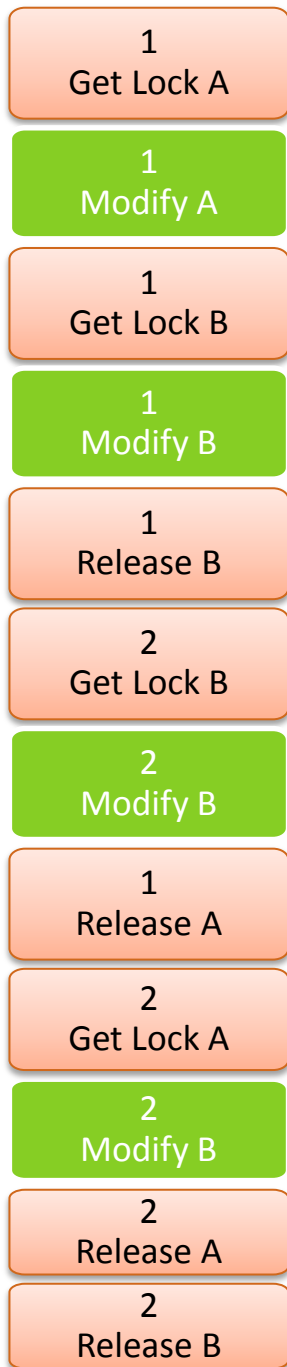 1
Get Lock A
1
Modify A
1
Get Lock B
1
Modify B
1
Release B
2
Get Lock B
2
Modify B
1
Release A
2
Get Lock A
2
Modify B
2
Release A
2
Release B